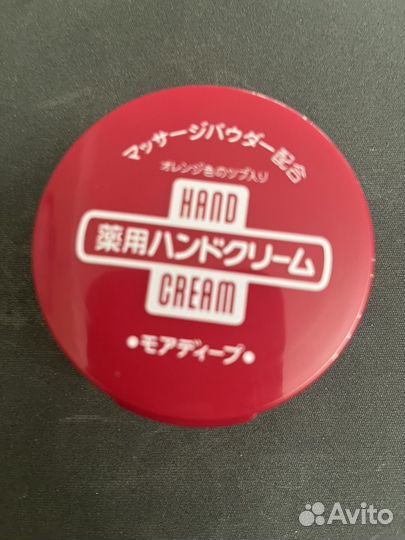 マッサージパウダー配合
オレンジ色のツブ入り
HAND
薬用ハンドクリーム
CREAM
•モアディープ•
Avito